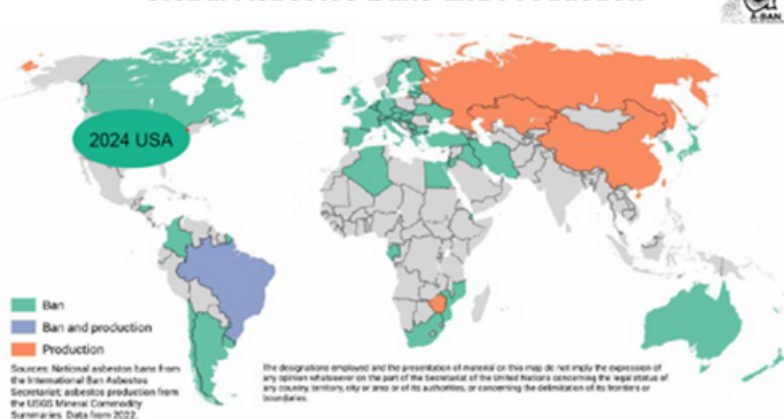 A-BAN
2024 USA
Ban
Ban and production
Production
Sources: National asbestos bans from
the International Ban Asbestos
Secretariat; asbestos production from
the USGS Mineral Commodity
Summaries. Data from 2022.
The designations employed and the presentation of material on this map do not imply the expression of
any opinion whatsoever on the part of the Secretariat of the United Nations concerning the legal status of
any country, territory, city or area or of its authorities, or concerning the delimitation of its frontiers or
boundaries.